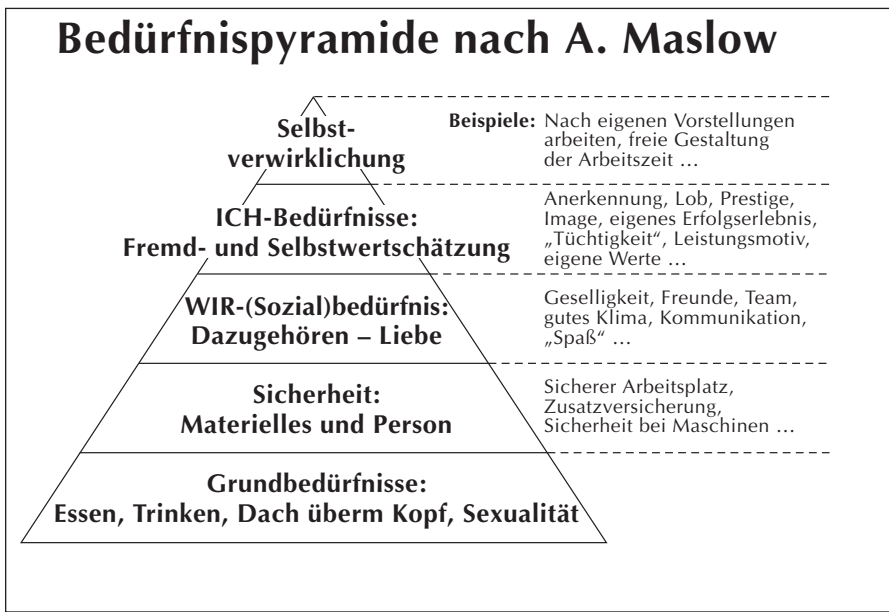 Bedürfnispyramide nach A. Maslow
Selbst-
verwirklichung
Beispiele: Nach eigenen Vorstellungen
arbeiten, freie Gestaltung
der Arbeitszeit …
ICH-Bedürfnisse:
Fremd- und Selbstwertschätzung
Anerkennung, Lob, Prestige,
Image, eigenes Erfolgserlebnis,
„Tüchtigkeit“, Leistungsmotiv,
eigene Werte …
WIR-(Sozial)bedürfnis:
Dazugehören – Liebe
Geselligkeit, Freunde, Team,
gutes Klima, Kommunikation,
„Spaß“ …
Sicherheit:
Materielles und Person
Sicherer Arbeitsplatz,
Zusatzversicherung,
Sicherheit bei Maschinen …
Grundbedürfnisse:
Essen, Trinken, Dach überm Kopf, Sexualität